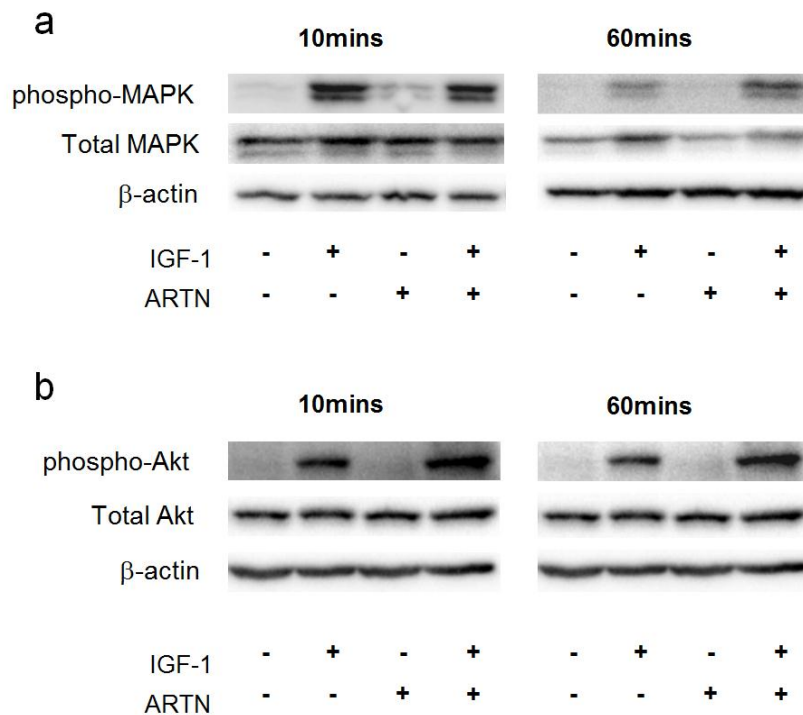 a
10mins 60mins
phospho-MAPK
Total MAPK
β-actin
IGF-1 - + - + - + - +
ARTN - - + + - - + +
b
10mins 60mins
phospho-Akt
Total Akt
β-actin
IGF-1 - + - + - + - +
ARTN - - + + - - + +